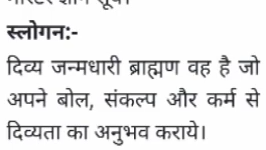 स्लोगन:-
दिव्य जन्मधारी ब्राह्मण वह है जो
अपने बोल, संकल्प और कर्म से
दिव्यता का अनुभव कराये।